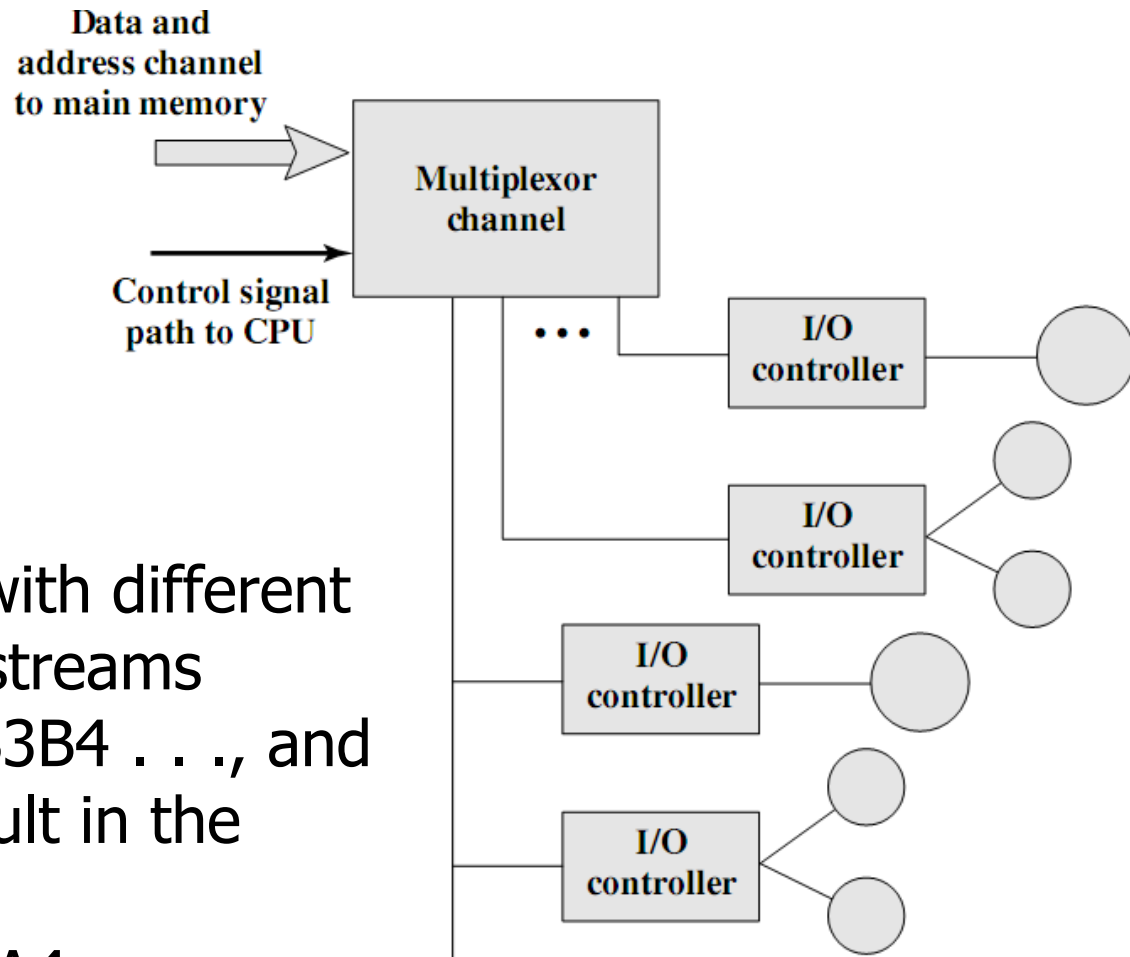 Data and
address channel
to main memory
Multiplexor
channel
Control signal
path to CPU
• • •
I/O
controller
I/O
controller
with different
streams
I/O
controller
3B4 . . ., and
ult in the
I/O
controller